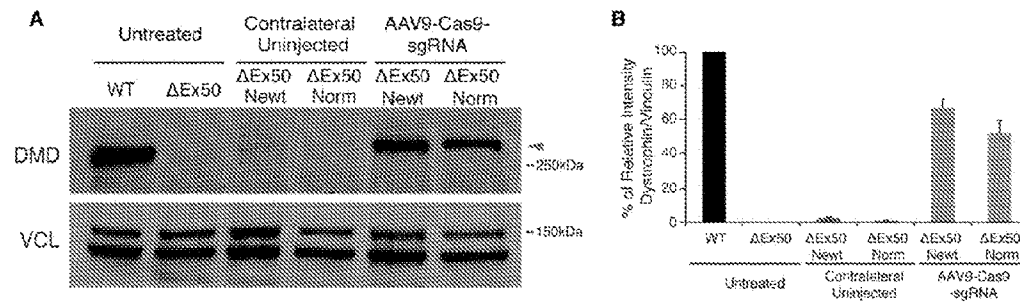 A
Untreated
Contralateral
Uninjected
AAV9-Cas9-
sgRNA
WT
ΔEx50
ΔEx50
Newt
ΔEx50
Norm
ΔEx50
Newt
ΔEx50
Norm
DMD
250kDa
VCL
150kDa
B
% of Relative Intensity
Dystrophin/Vinculin
100
80
60
40
20
0
WT
ΔEx50
ΔEx50
Newt
ΔEx50
Norm
ΔEx50
Newt
ΔEx50
Norm
Untreated
Contralateral
Uninjected
AAV9-Cas9
-sgRNA